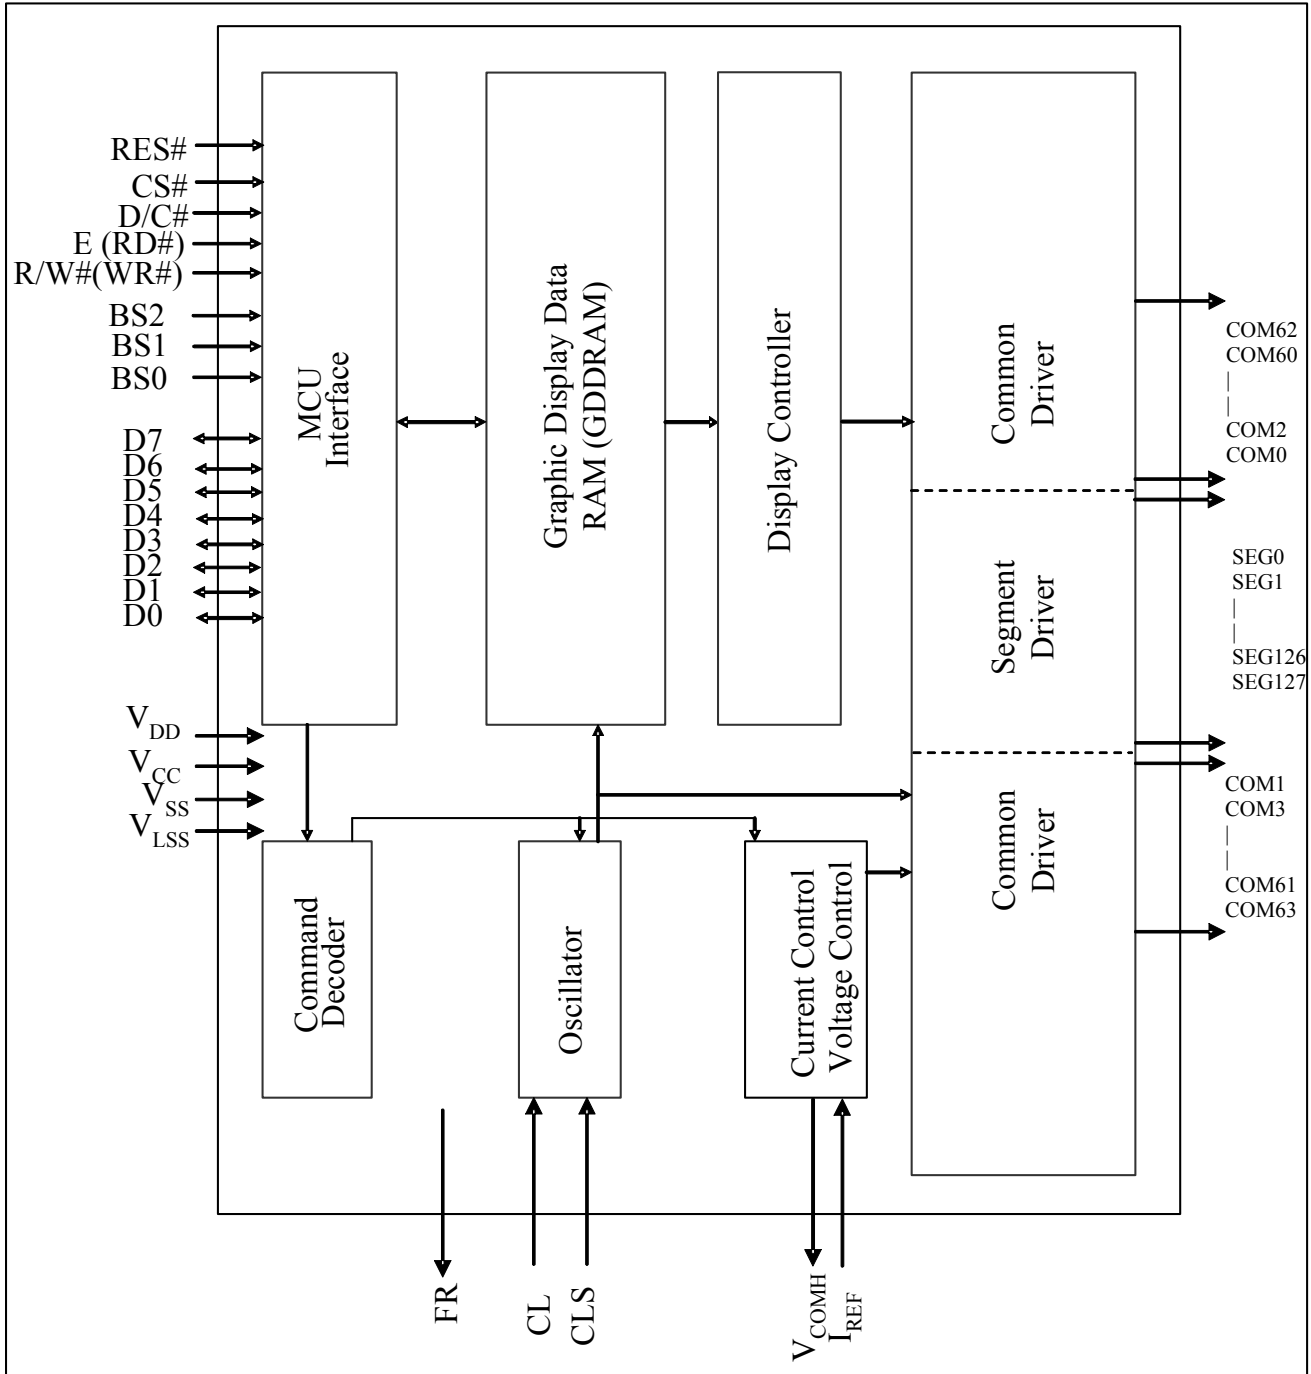 RES#
CS#
D/C#
E (RD#)
R/W#(WR#)
BS2
BS1
BS0
D7
D6
D5
D4
D3
D2
D1
D0
VDD
VCC
VSS
VLSS
MCU
Interface
Graphic Display Data
RAM (GDDRAM)
Display Controller
Common
Driver
Segment
Driver
Common
Driver
Command
Decoder
Oscillator
Current Control
Voltage Control
COM62
COM60
|
|
COM2
COM0
SEG0
SEG1
|
|
SEG126
SEG127
COM1
COM3
|
|
COM61
COM63
FR
CL
CLS
VCOMH
IREF